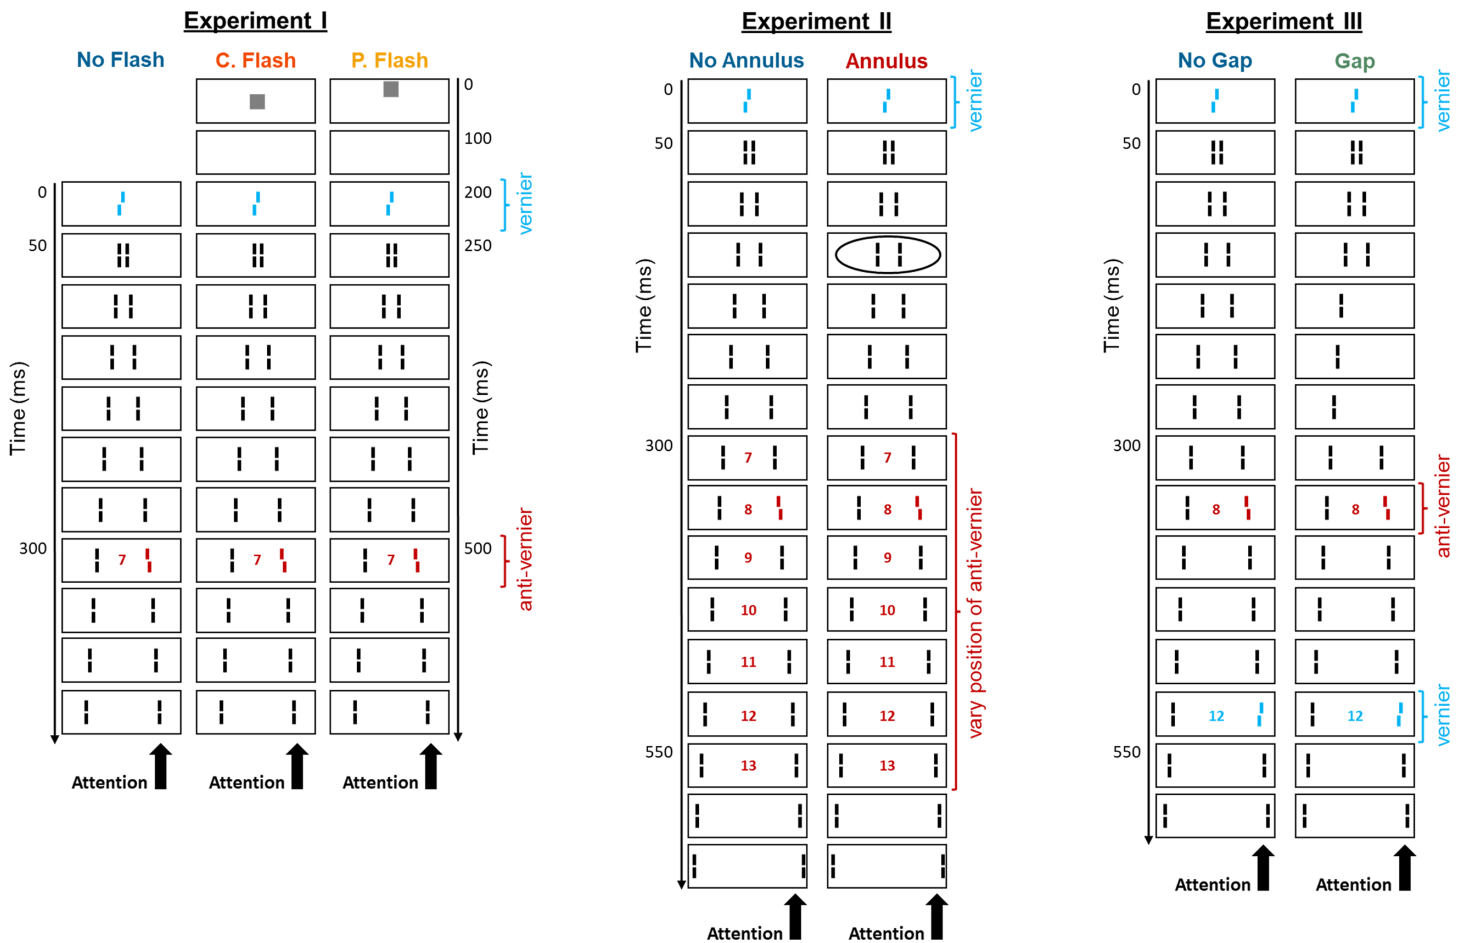 Experiment I
No Flash
C. Flash
P. Flash
0
100
0
200
vernier
50
250
Time (ms)
Time (ms)
300
7
7
7
500
anti-vernier
Attention
Attention
Attention
Experiment II
No Annulus
Annulus
0
vernier
50
Time (ms)
300
7
7
8
8
9
9
10
10
11
11
12
12
550
13
13
vary position of anti-vernier
Attention
Attention
Experiment III
No Gap
Gap
0
vernier
50
Time (ms)
300
8
8
anti-vernier
12
12
vernier
550
Attention
Attention